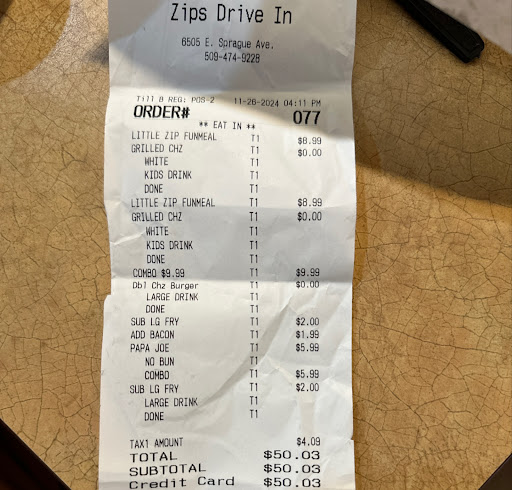 Zips Drive In
6505 E. Sprague Ave.
509-474-9228
Till B REG: POS-2 11-26-2024 04:11 PM
ORDER# 077
** EAT IN **
LITTLE ZIP FUNMEAL T1 $8.99
GRILLED CHZ T1 $0.00
WHITE T1
KIDS DRINK T1
DONE T1
LITTLE ZIP FUNMEAL T1 $8.99
GRILLED CHZ T1 $0.00
WHITE T1
KIDS DRINK T1
DONE T1
COMBO $9.99 T1 $9.99
Dbl Chz Burger T1 $0.00
LARGE DRINK T1
DONE T1
SUB LG FRY T1 $2.00
ADD BACON T1 $1.99
PAPA JOE T1 $5.99
NO BUN T1
COMBO T1 $5.99
SUB LG FRY T1 $2.00
LARGE DRINK T1
DONE T1
TAX1 AMOUNT $4.09
TOTAL $50.03
SUBTOTAL $50.03
Credit Card $50.03